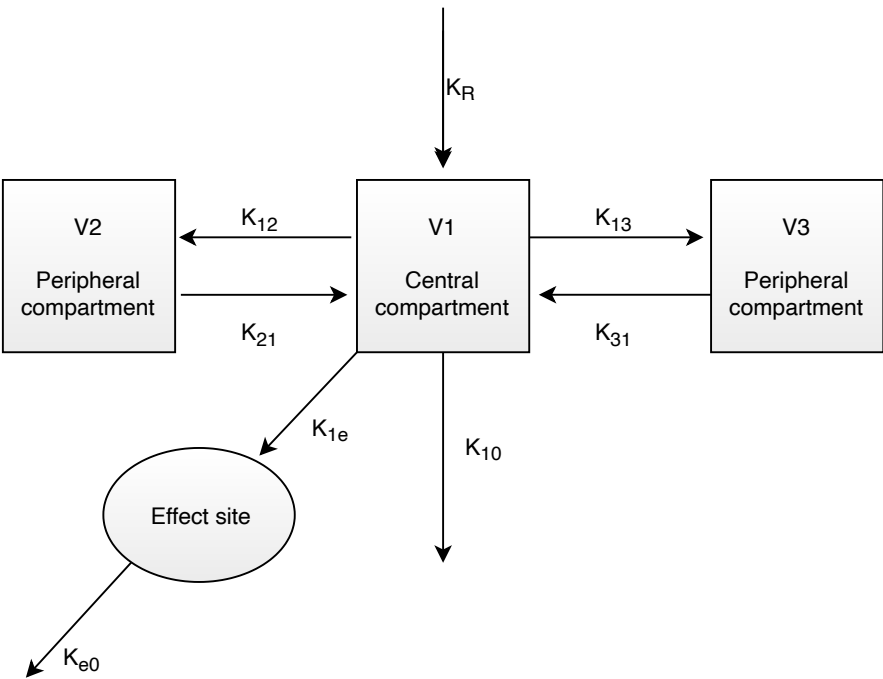 K_R
V2
Peripheral
compartment
K_12
K_21
V1
Central
compartment
K_13
K_31
V3
Peripheral
compartment
K_1e
K_10
Effect site
K_e0